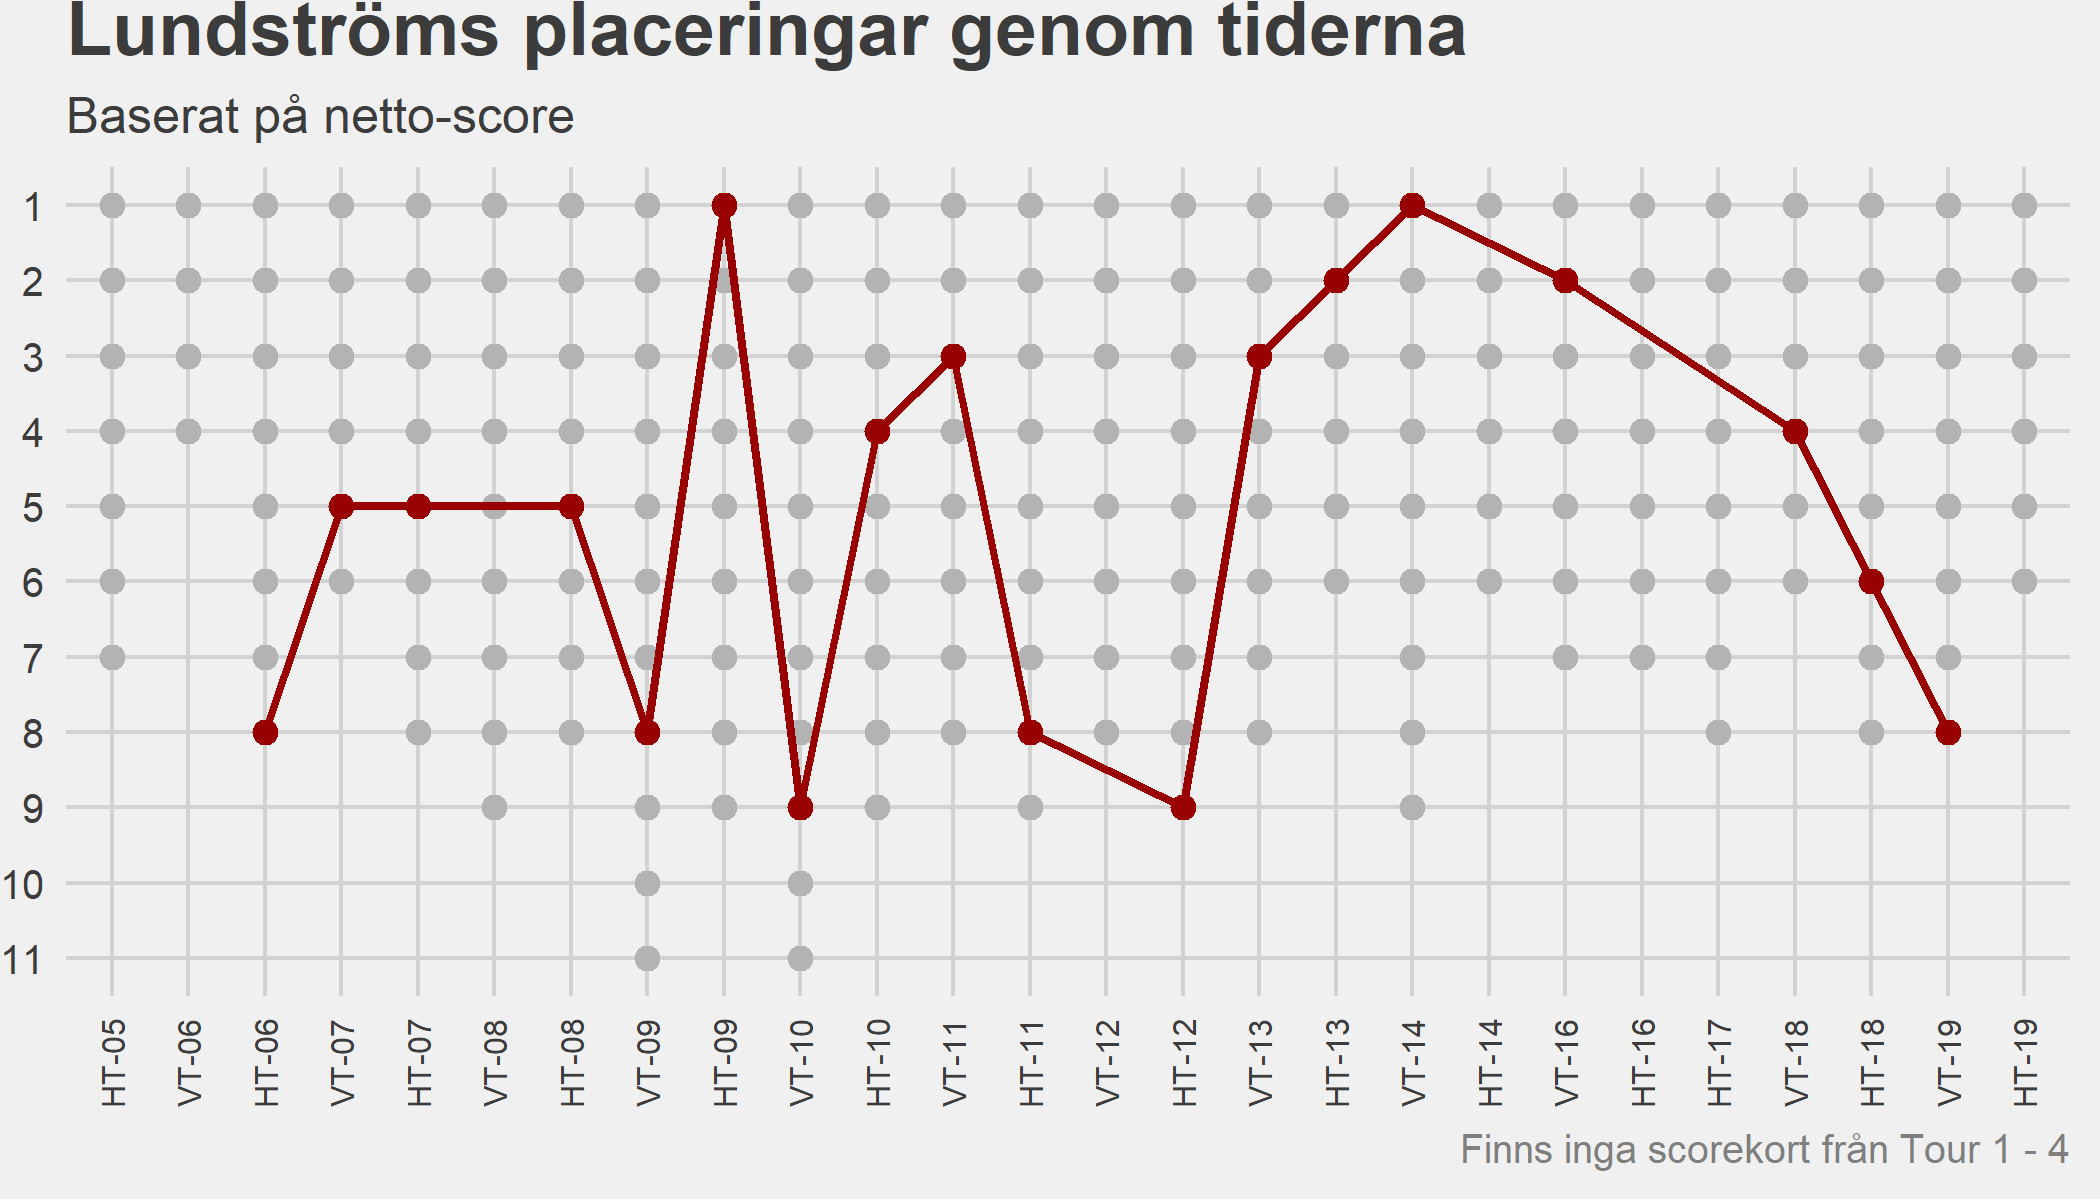 Lundströms placeringar genom tiderna
Baserat på netto-score
1
2
3
4
5
6
7
8
9
10
11
HT-05 VT-06 HT-06 VT-07 HT-07 VT-08 HT-08 VT-09 HT-09 VT-10 HT-10 VT-11 HT-11 VT-12 HT-12 VT-13 HT-13 VT-14 HT-14 VT-16 HT-16 HT-17 VT-18 HT-18 VT-19 HT-19
Finns inga scorekort från Tour 1 - 4